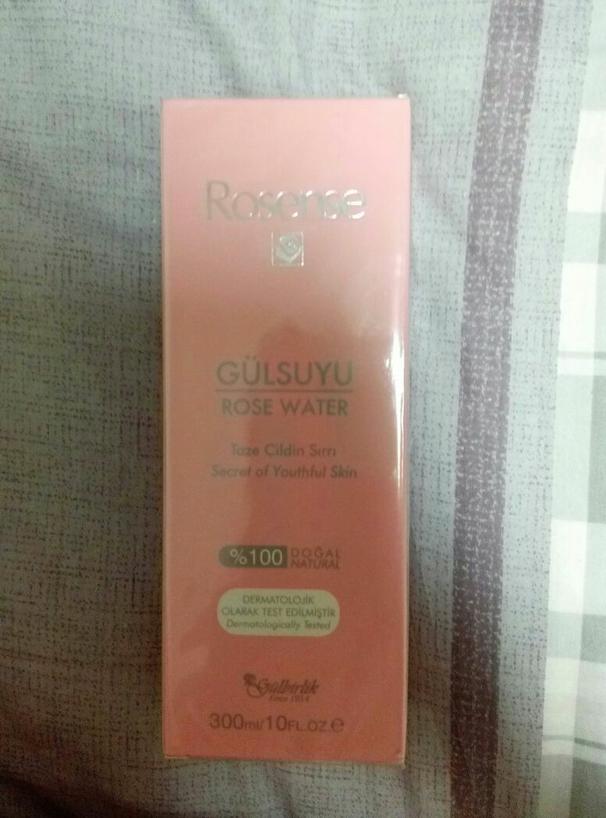 Rosense
GÜLSUYU
ROSE WATER
Taze Cildin Sırrı
Secret of Youthful Skin
%100 DOĞAL
NATURAL
DERMATOLOJİK
OLARAK TEST EDİLMİŞTİR
Dermatologically Tested
Gülbirlik
Since 1954
300ml/10FL.OZ.e